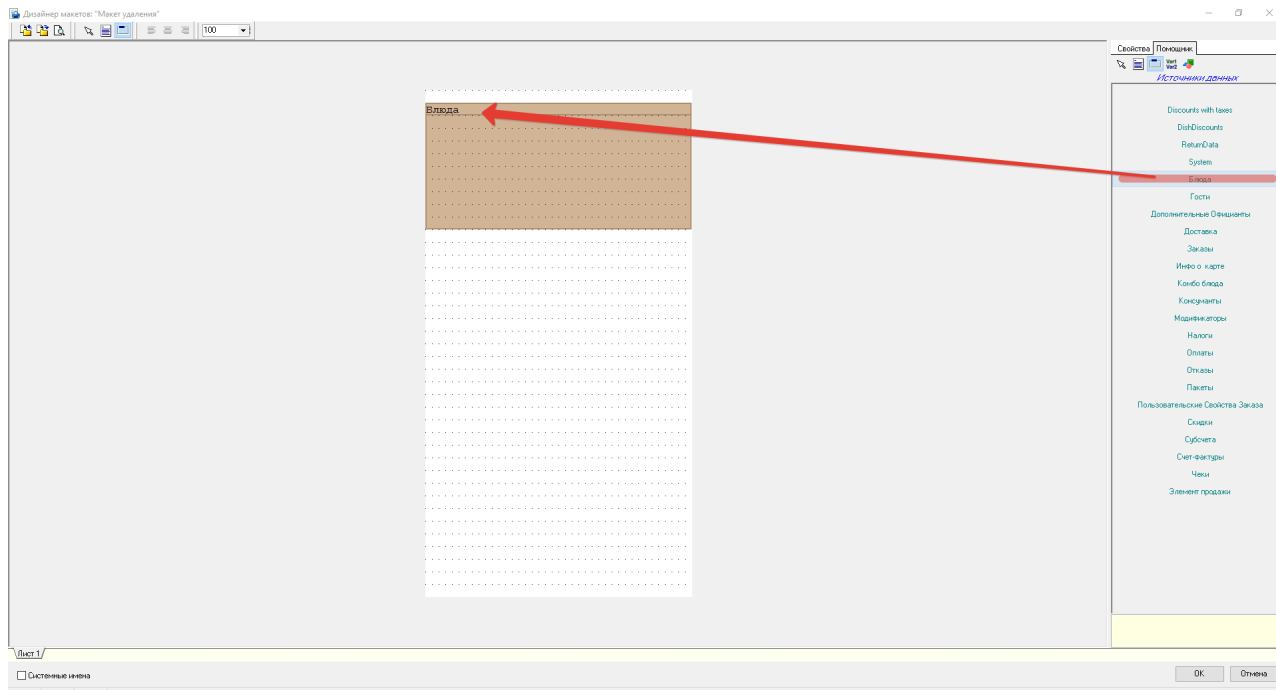 Дизайнер макетов: "Макет удаления"
100
Свойства Помощник
Var1
Var2
Источники данных
Блюда
Discounts with taxes
DishDiscounts
ReturnData
System
Блюда
Гости
Дополнительные Официанты
Доставка
Заказы
Инфо о карте
Комбо блюда
Консуманты
Модификаторы
Налоги
Оплаты
Отказы
Пакеты
Пользовательские Свойства Заказа
Скидки
Субсчета
Счет-фактуры
Чеки
Элемент продажи
Лист 1
Системные имена
OK Отмена